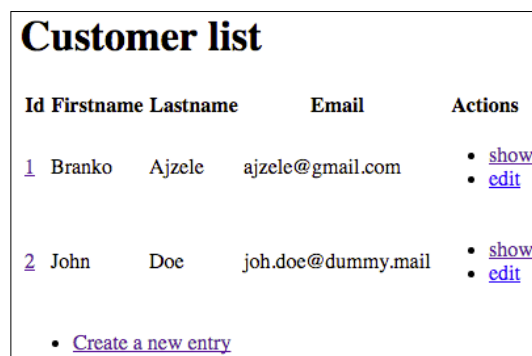 Customer list
Id Firstname Lastname Email Actions
1 Branko Ajzele ajzele@gmail.com
• show
• edit
2 John Doe joh.doe@dummy.mail
• show
• edit
• Create a new entry